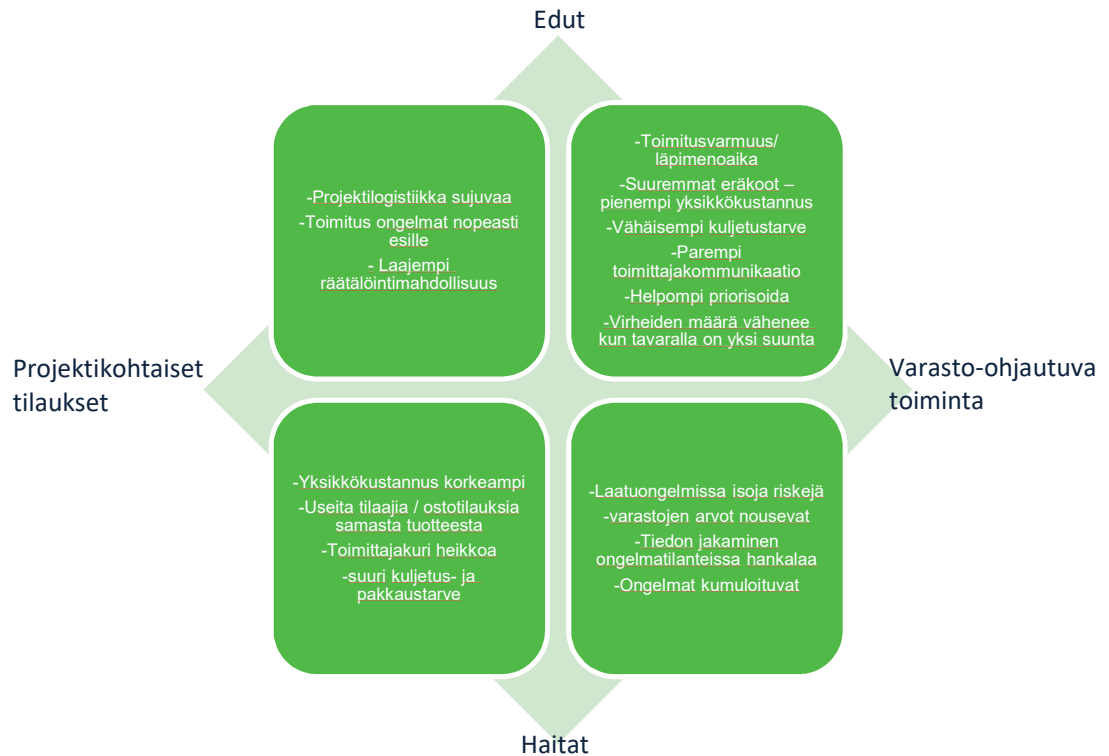 Edut
-Projektilogistiikka sujuvaa
-Toimitus ongelmat nopeasti
esille
- Laajempi
räätälöintimahdollisuus
-Toimitusvarmuus/
läpimenoaika
-Suuremmat eräkoot –
pienempi yksikkökustannus
-Vähäisempi kuljetustarve
-Parempi
toimittajakommunikaatio
-Helpompi priorisoida
-Virheiden määrä vähenee
kun tavaralla on yksi suunta
Projektikohtaiset
tilaukset
Varasto-ohjautuva
toiminta
-Yksikkökustannus korkeampi
-Useita tilaajia / ostotilauksia
samasta tuotteesta
-Toimittajakuri heikkoa
-suuri kuljetus- ja
pakkaustarve
-Laatuongelmissa isoja riskejä
-varastojen arvot nousevat
-Tiedon jakaminen
ongelmatilanteissa hankalaa
-Ongelmat kumuloituvat
Haitat